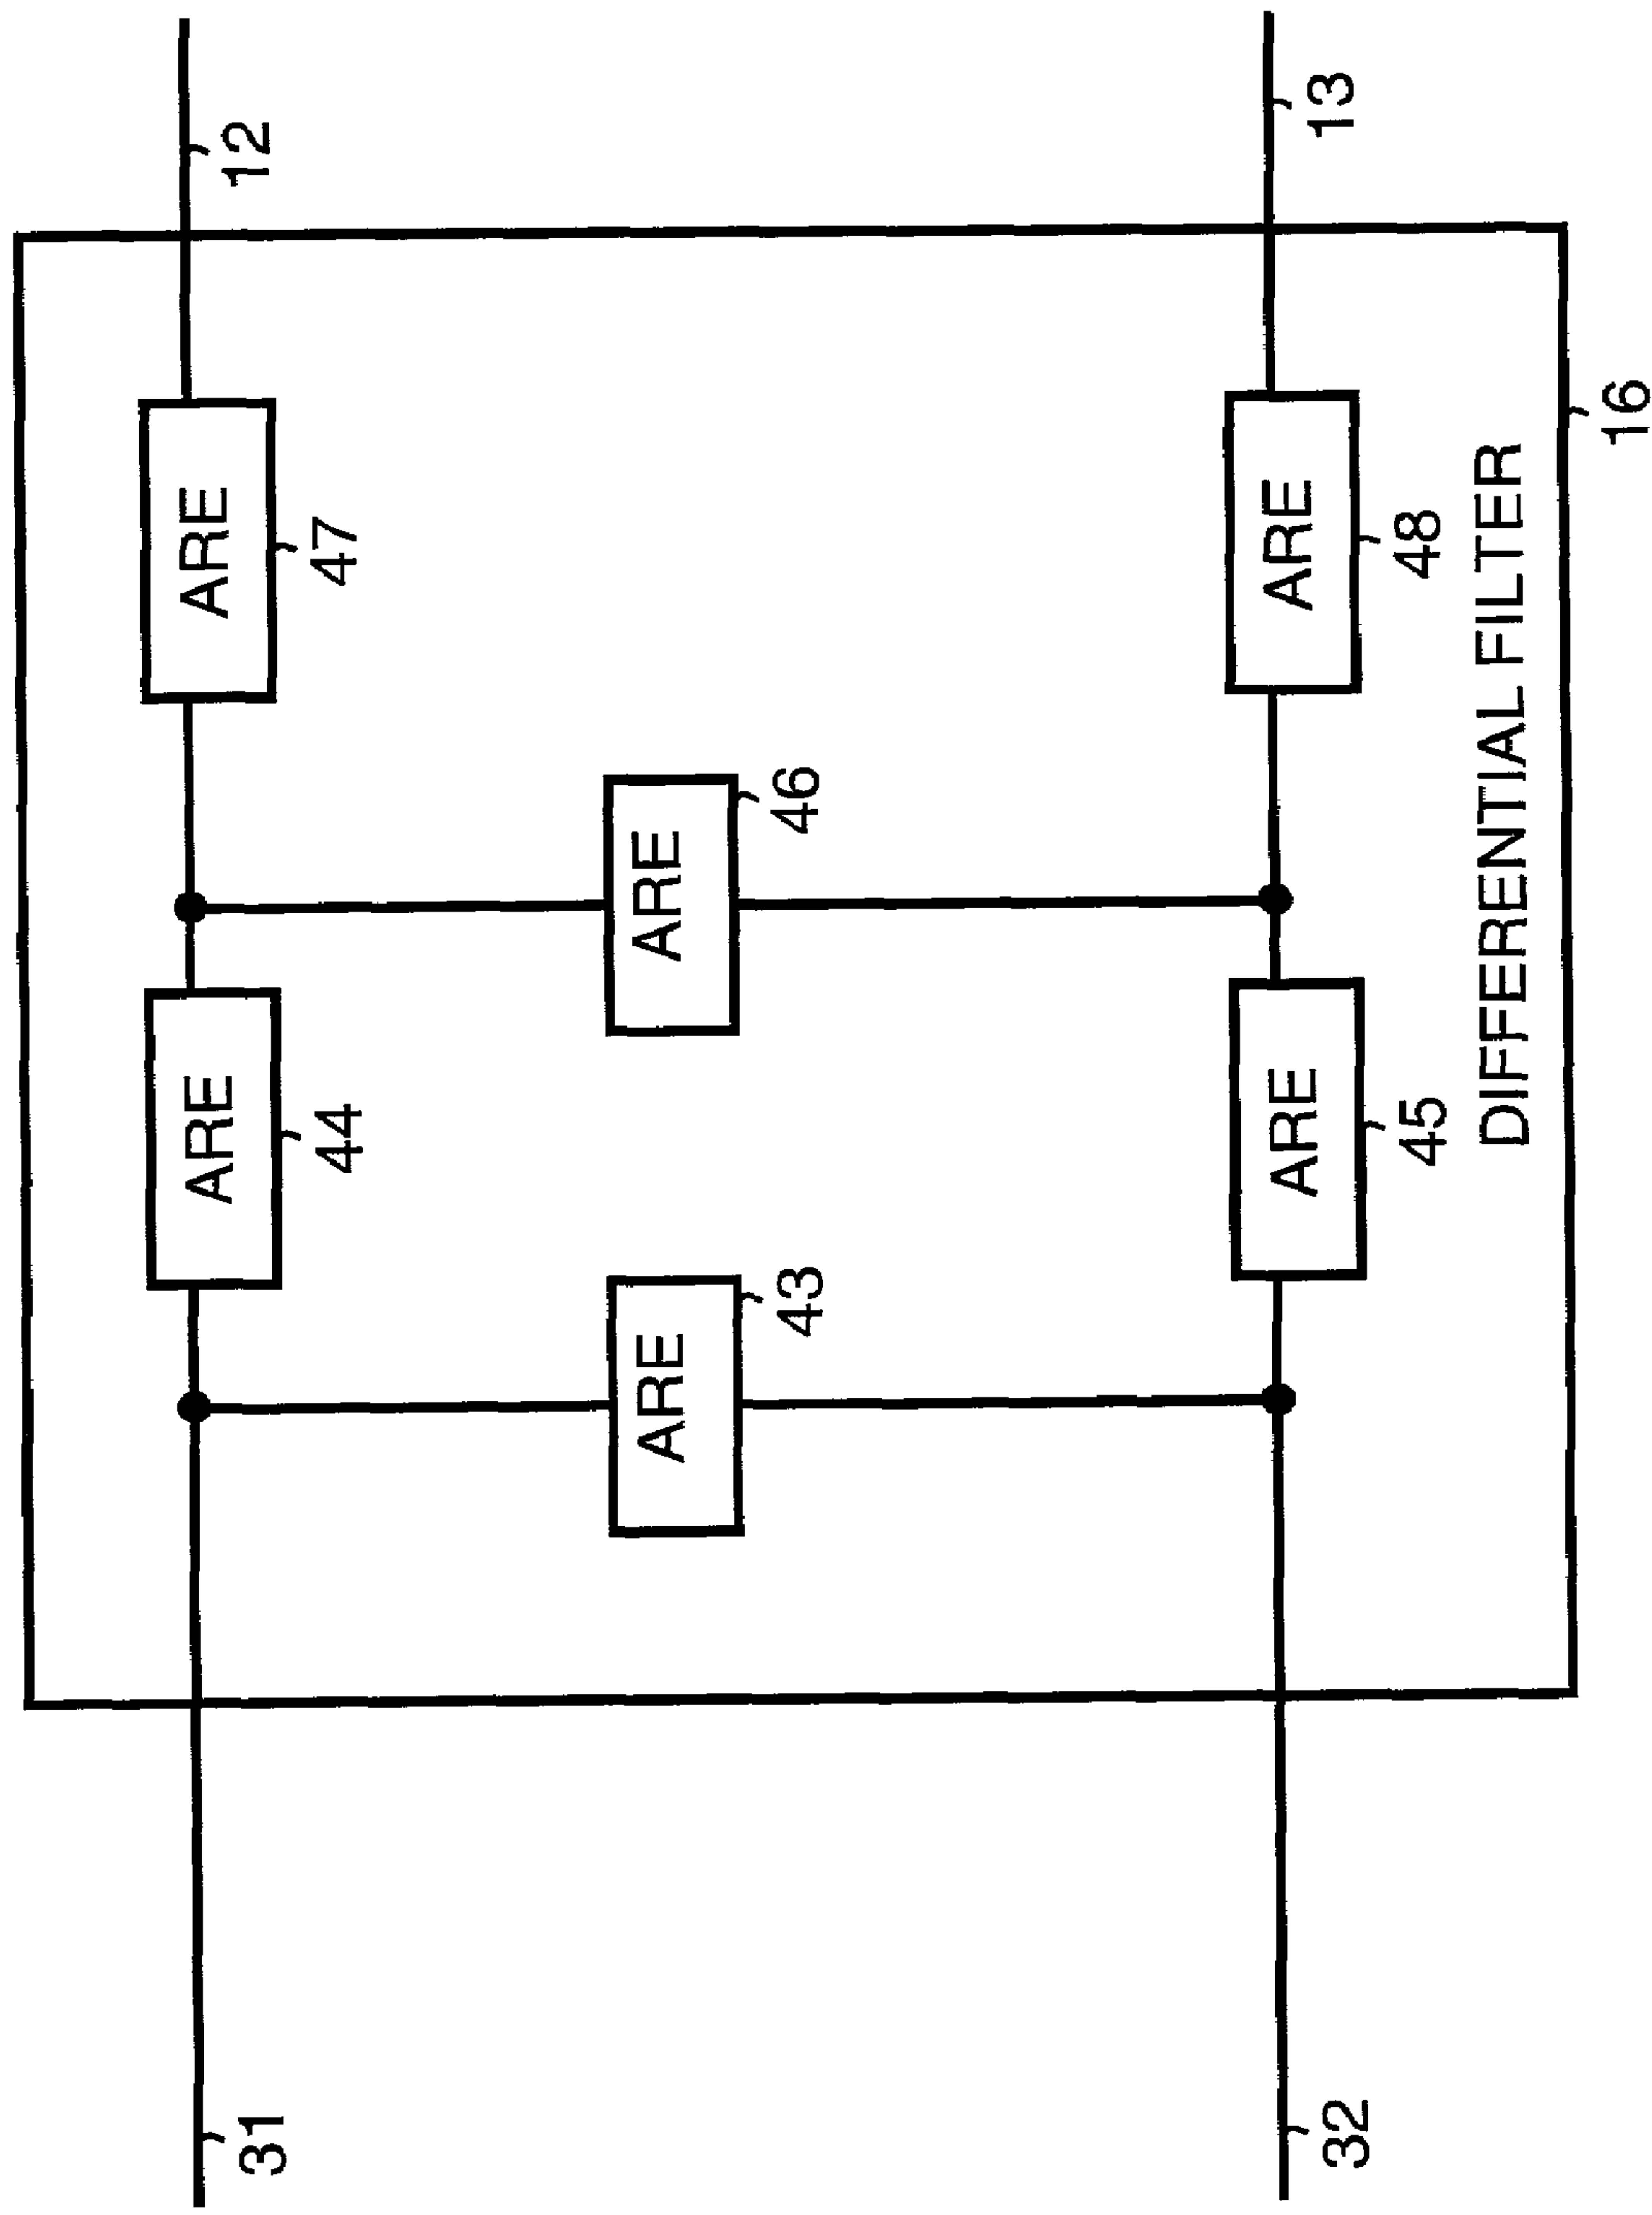 ARE
ARE
31
44
47
12
ARE
ARE
43
46
ARE
ARE
32
45
48
13
DIFFERENTIAL FILTER
16